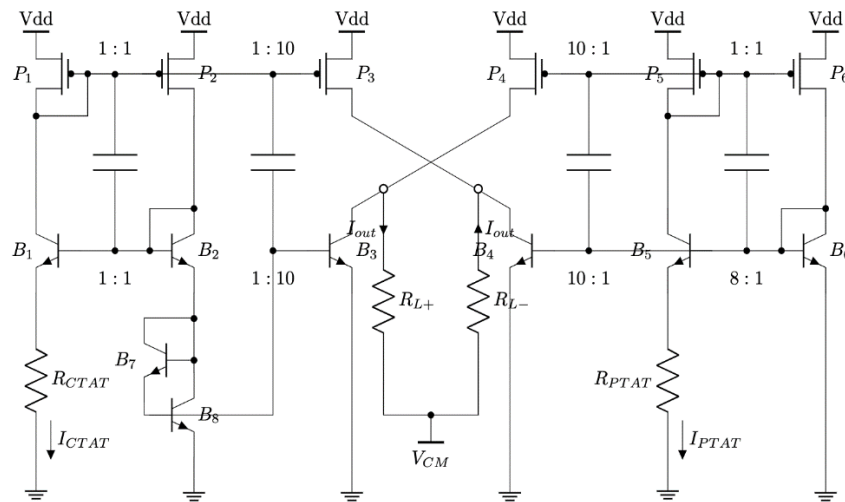 Vdd Vdd Vdd Vdd Vdd Vdd
1 : 1 1 : 10 10 : 1 1 : 1
P1 P2 P3 P4 P5 P6
B1 B2 Iout B3 Iout B4 B5 B6
1 : 1 1 : 10 10 : 1 8 : 1
RL+ RL−
B7
RCTAT RPTAT
B8
ICTAT VCM IPTAT